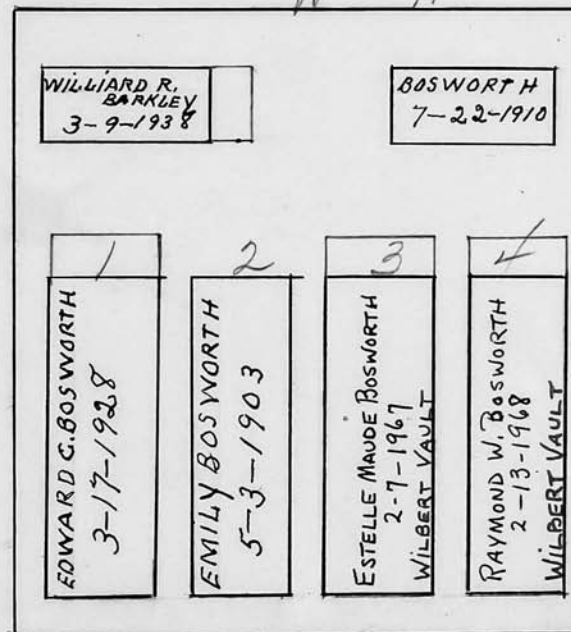 WILLIARD R.
BARKLEY
3-9-1938
BOSWORTH
7-22-1910
1
2
3
4
EDWARD C. BOSWORTH
3-17-1928
EMILY BOSWORTH
5-3-1903
ESTELLE MAUDE BOSWORTH
2-7-1967
WILBERT VAULT
RAYMOND W. BOSWORTH
2-13-1968
WILBERT VAULT